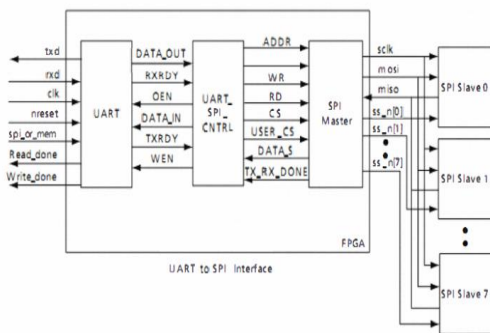 txd
rxd
clk
nreset
spi_or_mem
Read_done
Write_done
UART
DATA_OUT
RXRDY
OEN
DATA_IN
TXRDY
WEN
UART_
SPI_
CNTRL
ADDR
WR
RD
CS
USER_CS
DATA_S
TX_RX_DONE
SPI
Master
sclk
mosi
miso
ss_n[0]
ss_n[1]
ss_n[7]
SPI Slave 0
SPI Slave 1
SPI Slave 7
FPGA
UART to SPI Interface